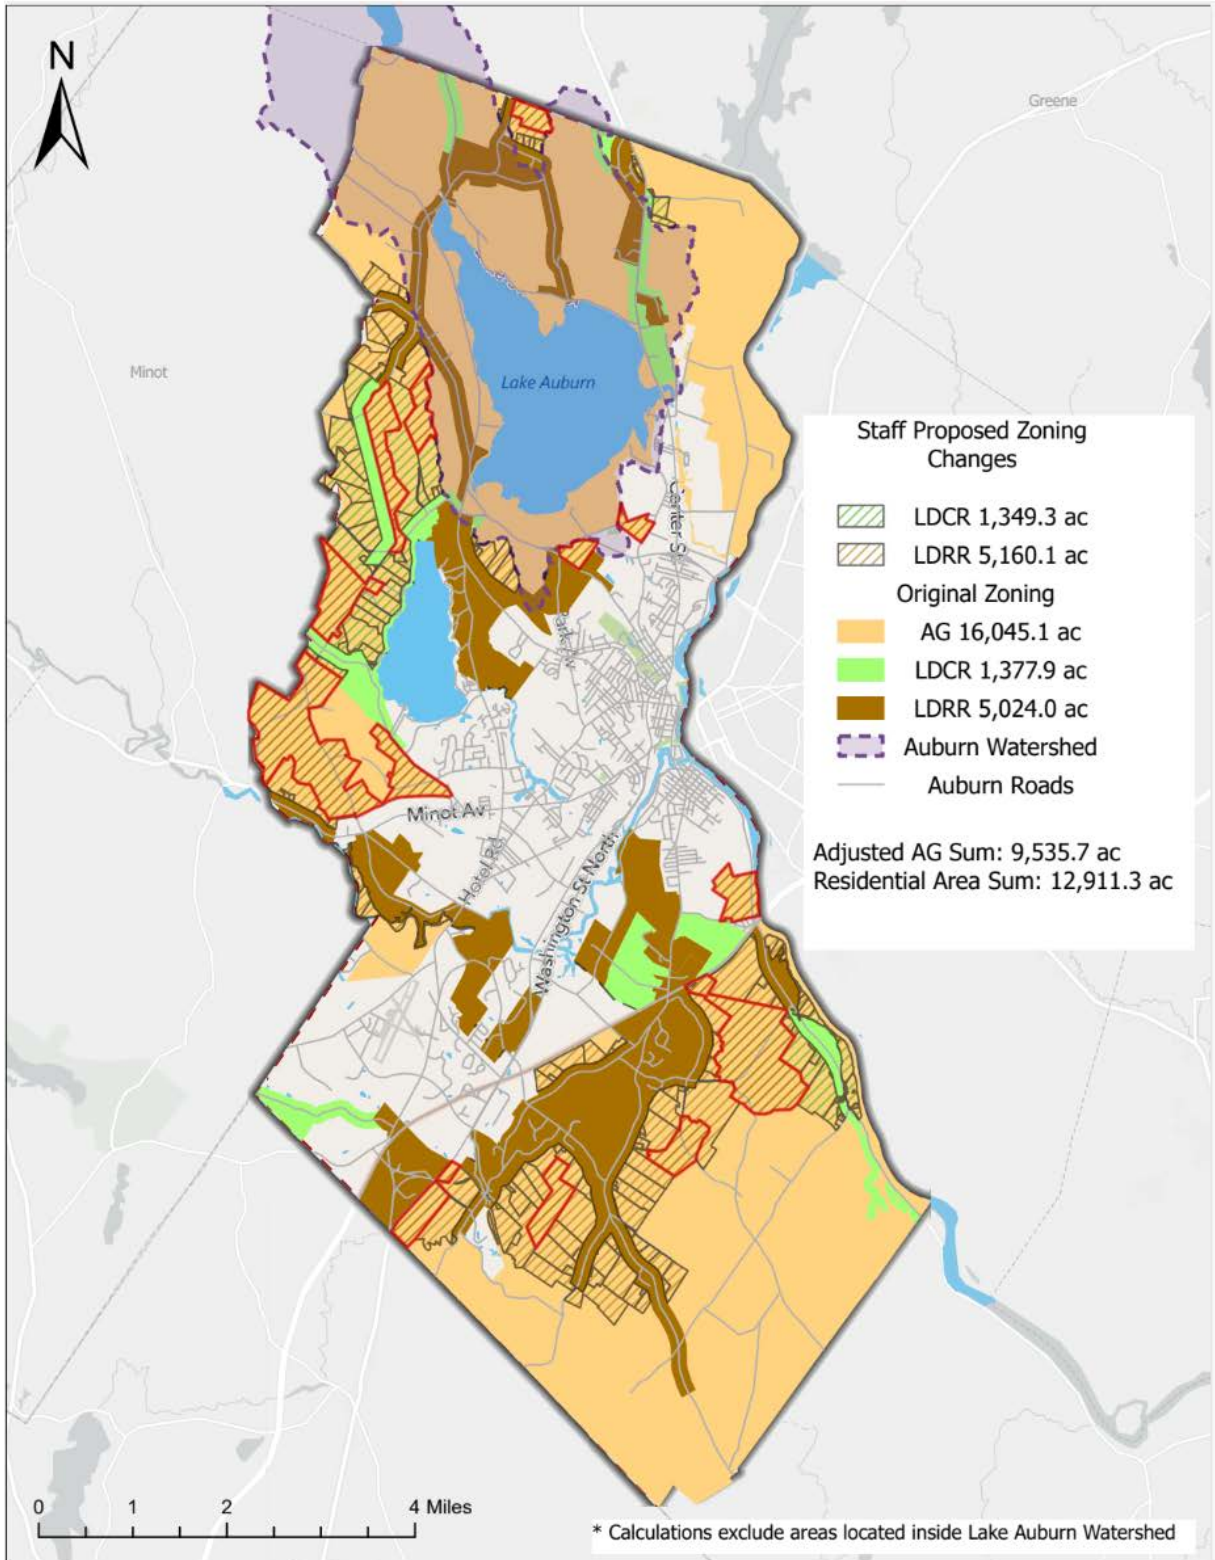 N
Greene
Minot
Lake Auburn
Center St
Park Av
Minot Av
Hotel Rd
Washington St North
Staff Proposed Zoning
Changes
LDCR 1,349.3 ac
LDRR 5,160.1 ac
Original Zoning
AG 16,045.1 ac
LDCR 1,377.9 ac
LDRR 5,024.0 ac
Auburn Watershed
Auburn Roads
Adjusted AG Sum: 9,535.7 ac
Residential Area Sum: 12,911.3 ac
0 1 2 4 Miles
* Calculations exclude areas located inside Lake Auburn Watershed